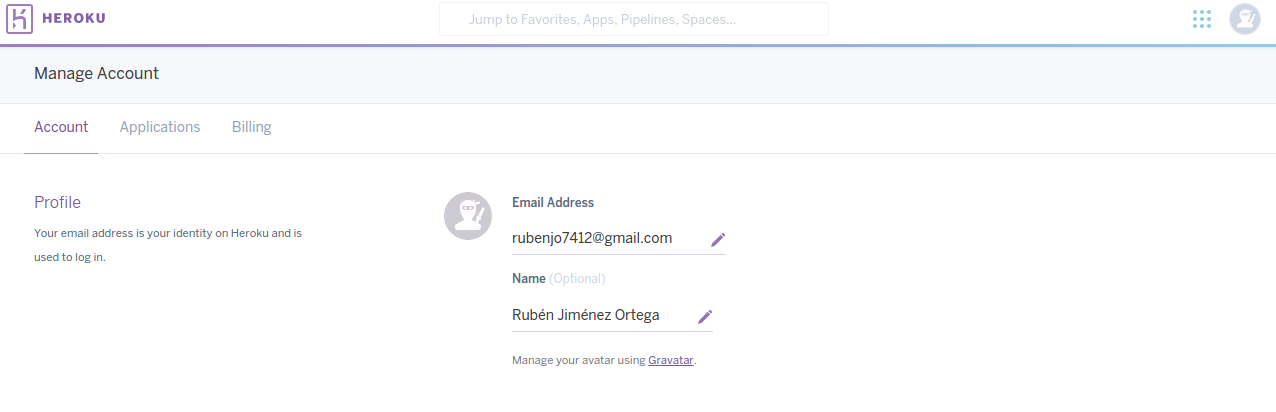 HEROKU
Jump to Favorites, Apps, Pipelines, Spaces...
Manage Account
Account
Applications
Billing
Profile
Your email address is your identity on Heroku and is
used to log in.
Email Address
rubenjo7412@gmail.com
Name (Optional)
Rubén Jiménez Ortega
Manage your avatar using Gravatar.